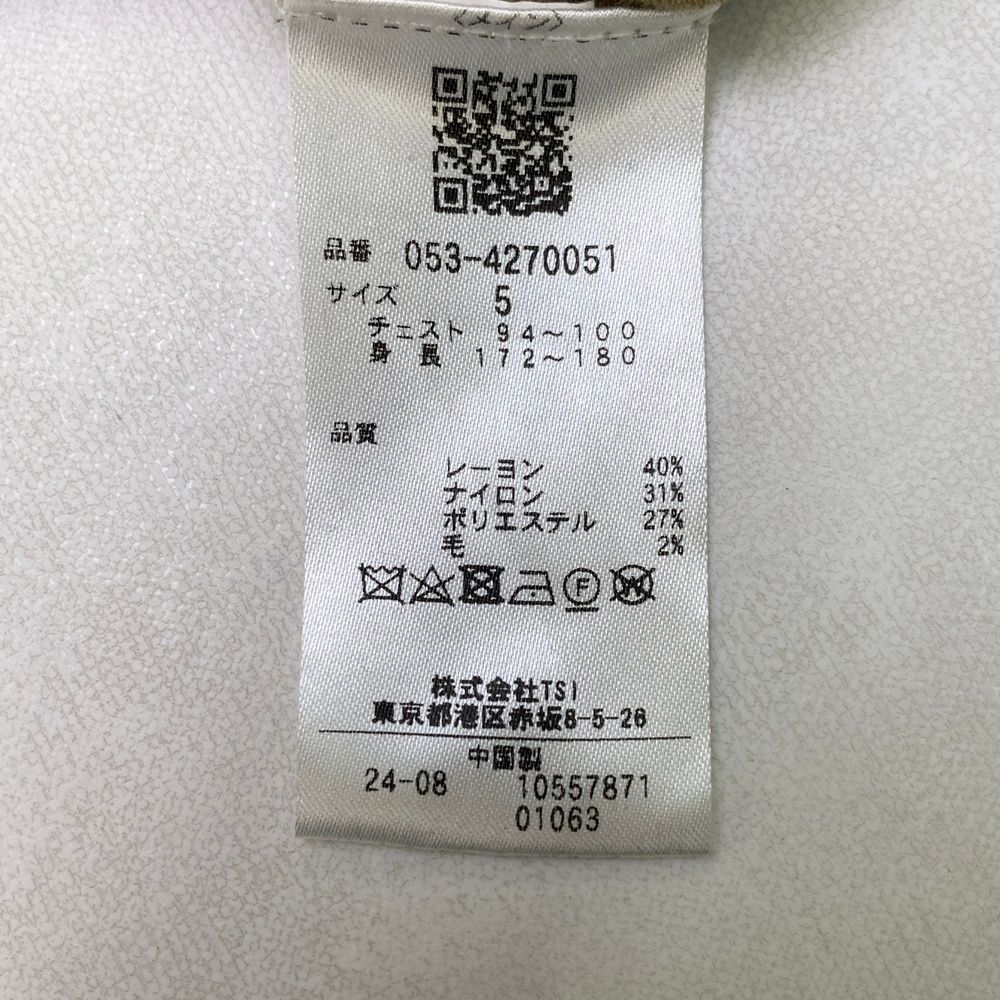 〈メイン〉
品番 053-4270051
サイズ 5
チェスト 94〜100
身長 172〜180
品質
レーヨン 40%
ナイロン 31%
ポリエステル 27%
毛 2%
F W
株式会社TSI
東京都港区赤坂8-5-26
中国製
24-08 10557871
01063